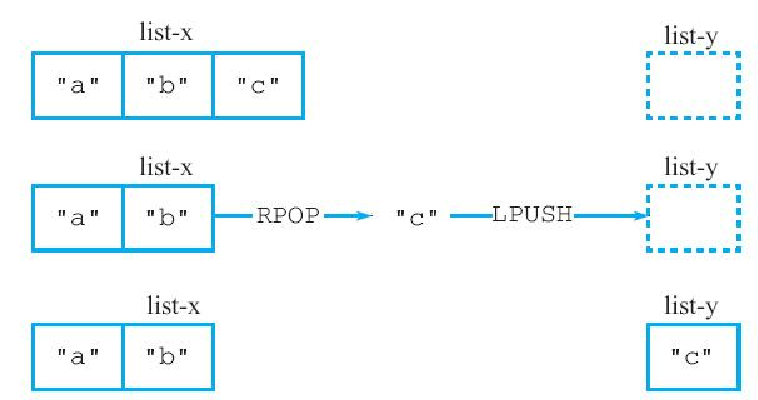 list-x list-y
"a" "b" "c"
list-x list-y
"a" "b" RPOP "c" LPUSH
list-x list-y
"a" "b" "c"